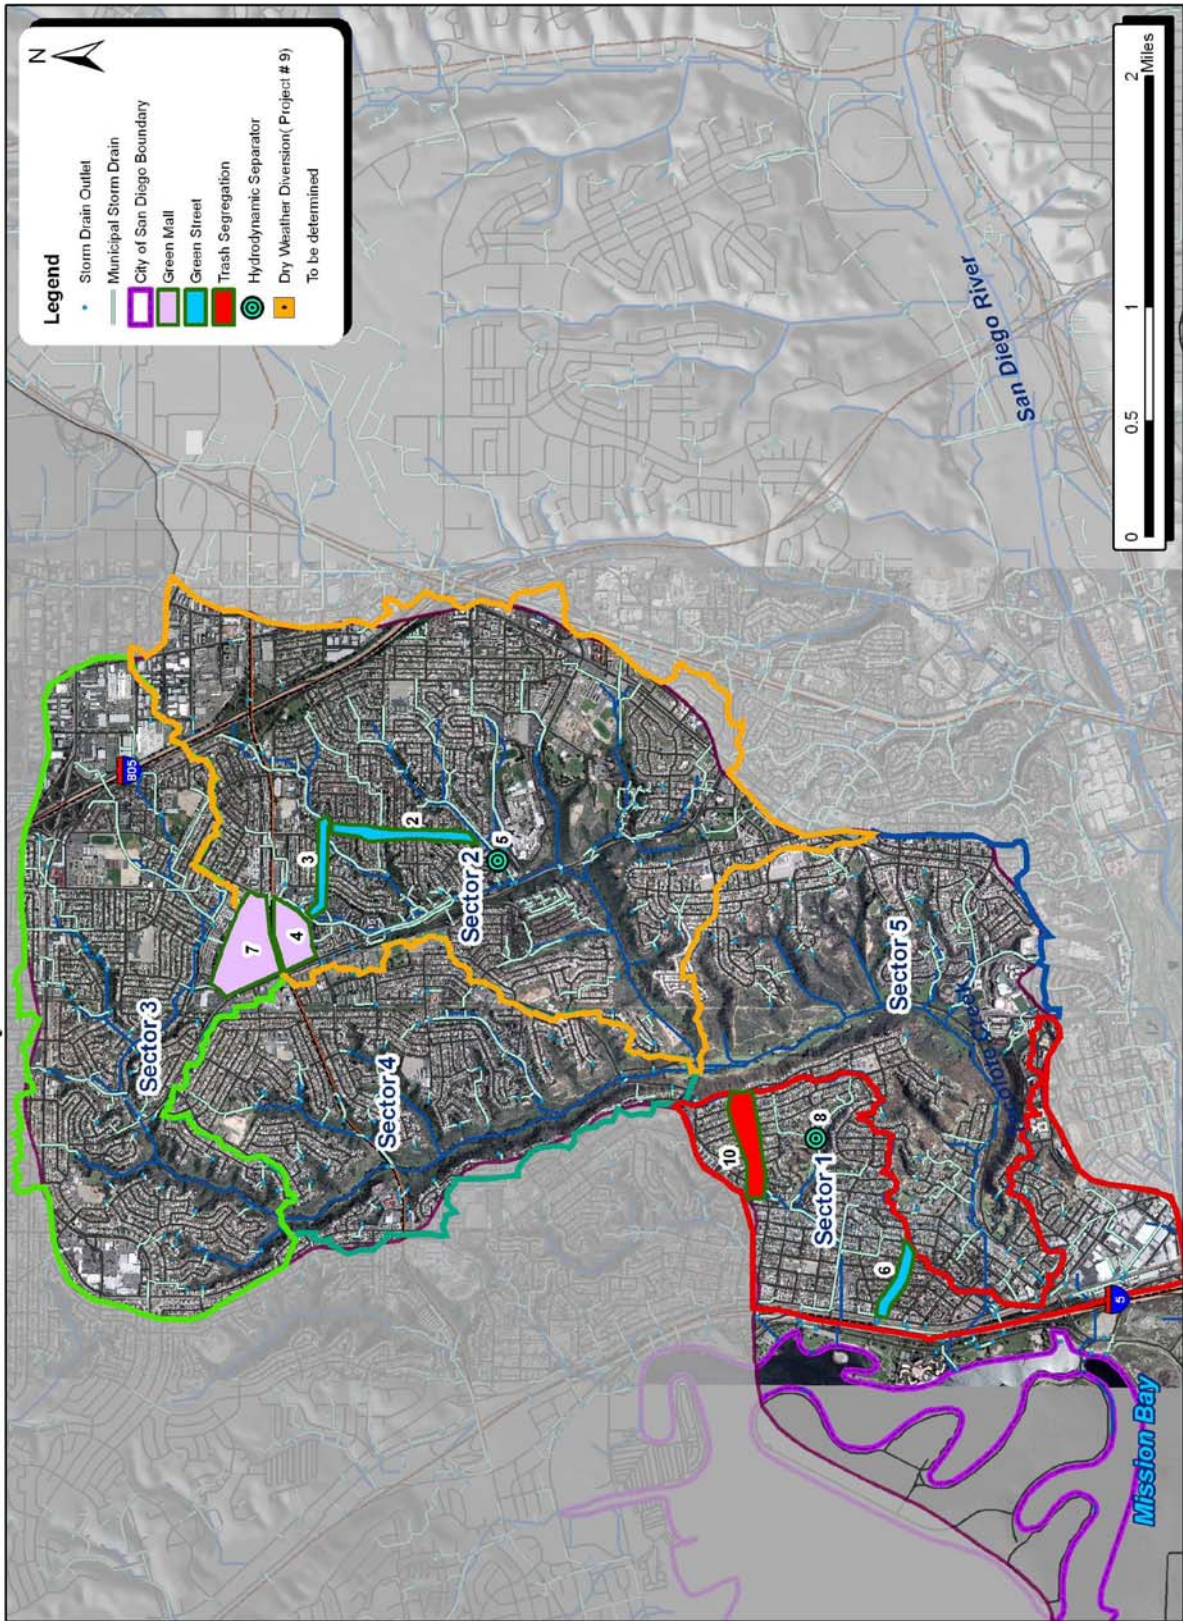 Legend
Storm Drain Outlet
Municipal Storm Drain
City of San Diego Boundary
Green Mall
Green Street
Trash Segregation
Hydrodynamic Separator
Dry Weather Diversion( Project # 9)
To be determined
N
805
Sector 3
7
4
3
2
Sector 4
Sector 2
5
10
8
Sector 1
6
Sector 5
Creek
5
Mission Bay
San Diego River
0
0.5
1
2
Miles